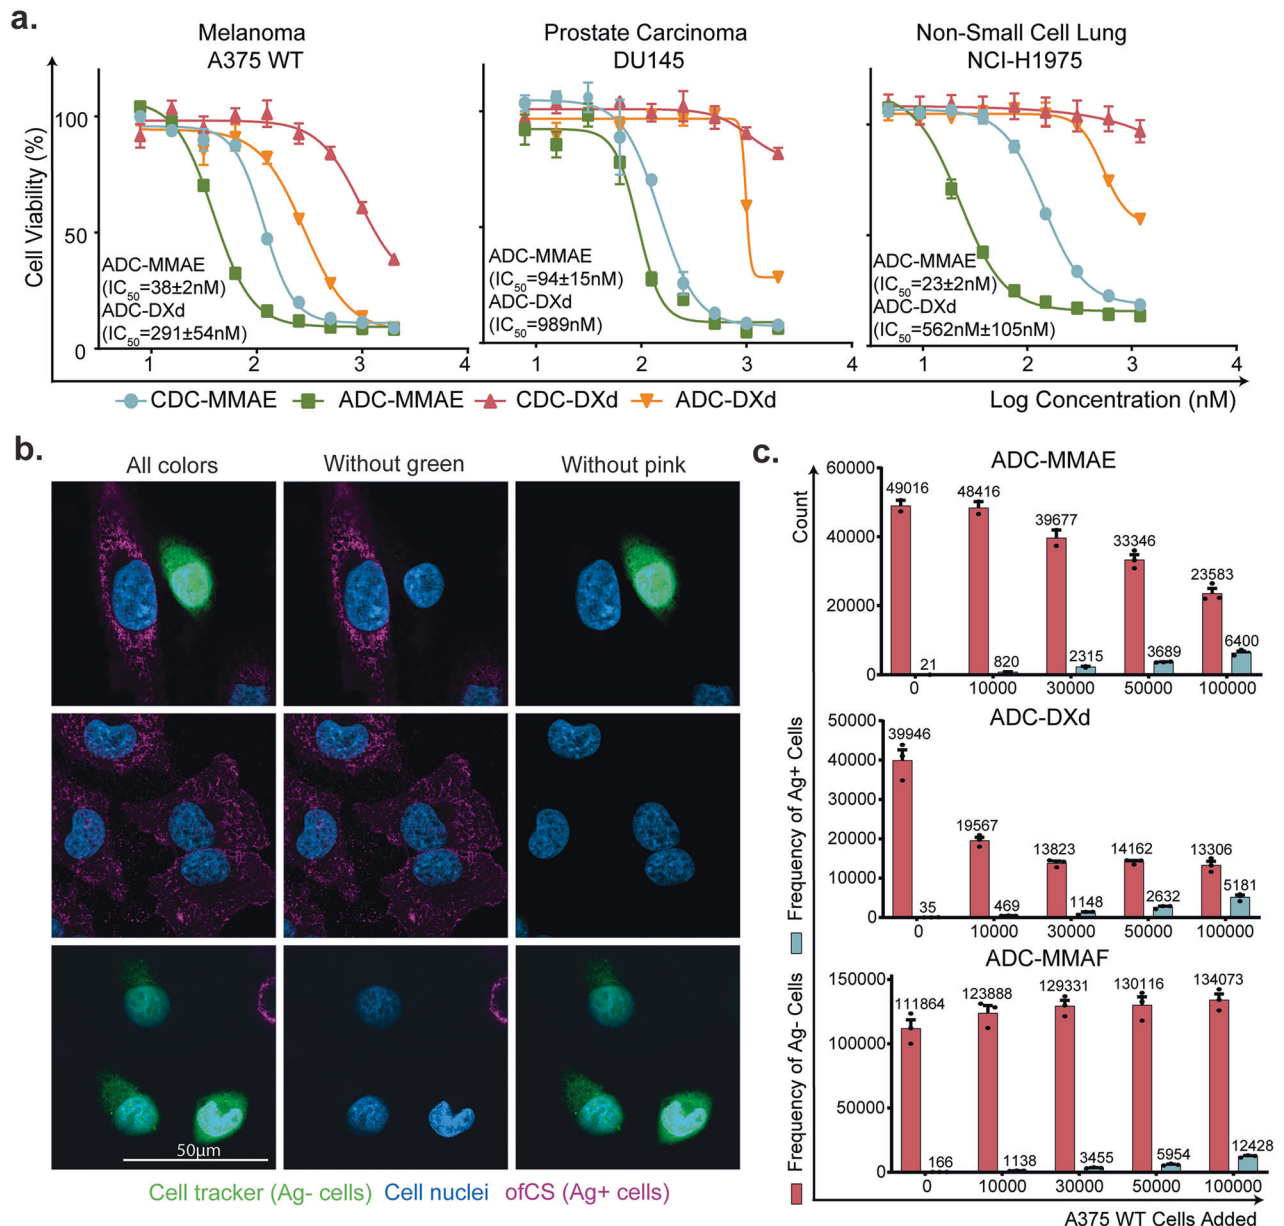 a.
Melanoma
A375 WT
Prostate Carcinoma
DU145
Non-Small Cell Lung
NCI-H1975
Cell Viability (%)
100
50
0
ADC-MMAE
(IC50=38±2nM)
ADC-DXd
(IC50=291±54nM)
1 2 3 4
ADC-MMAE
(IC50=94±15nM)
ADC-DXd
(IC50=989nM)
1 2 3 4
ADC-MMAE
(IC50=23±2nM)
ADC-DXd
(IC50=562nM±105nM)
1 2 3 4
CDC-MMAE ADC-MMAE CDC-DXd ADC-DXd
Log Concentration (nM)
b.
All colors Without green Without pink
50µm
Cell tracker (Ag- cells) Cell nuclei ofCS (Ag+ cells)
c.
Count
Frequency of Ag+ Cells
Frequency of Ag- Cells
ADC-MMAE
60000
40000
20000
0
49016 21 48416 820 39677 2315 33346 3689 23583 6400
0 10000 30000 50000 100000
ADC-DXd
50000
40000
30000
20000
10000
0
39946 35 19567 469 13823 1148 14162 2632 13306 5181
0 10000 30000 50000 100000
ADC-MMAF
150000
100000
50000
0
111864 166 123888 1138 129331 3455 130116 5954 134073 12428
0 10000 30000 50000 100000
A375 WT Cells Added